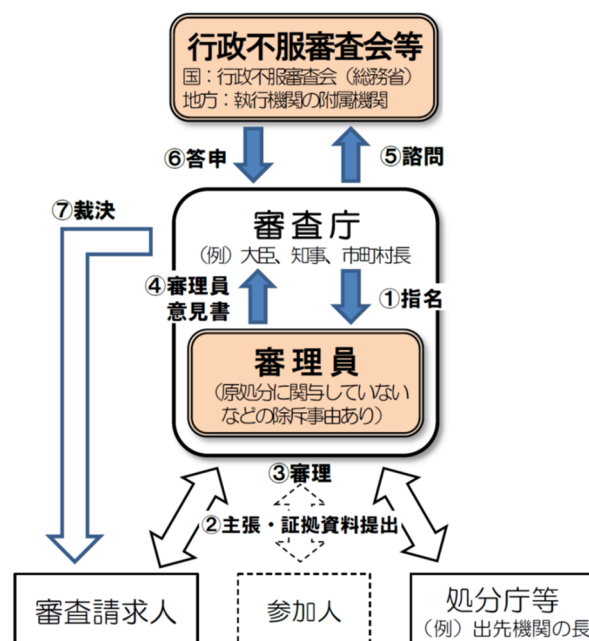 行政不服審査会等
国：行政不服審査会（総務省）
地方：執行機関の附属機関
⑥答申
⑤諮問
⑦裁決
審査庁
（例）大臣、知事、市町村長
④審理員
意見書
①指名
審理員
（原処分に関与していない
などの除斥事由あり）
③審理
②主張・証拠資料提出
審査請求人
参加人
処分庁等
（例）出先機関の長